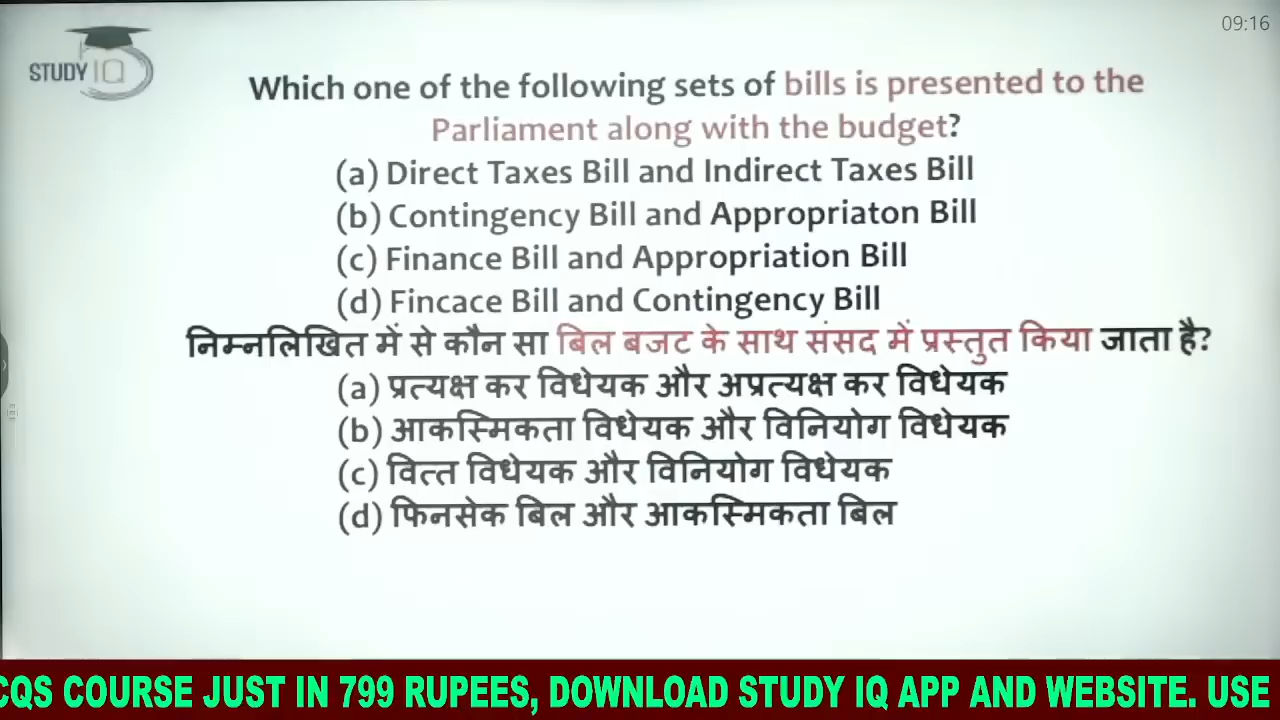 09:16
STUDY IQ
Which one of the following sets of bills is presented to the
Parliament along with the budget?
(a) Direct Taxes Bill and Indirect Taxes Bill
(b) Contingency Bill and Appropriaton Bill
(c) Finance Bill and Appropriation Bill
(d) Fincace Bill and Contingency Bill
निम्नलिखित में से कौन सा बिल बजट के साथ संसद में प्रस्तुत किया जाता है?
(a) प्रत्यक्ष कर विधेयक और अप्रत्यक्ष कर विधेयक
(b) आकस्मिकता विधेयक और विनियोग विधेयक
(c) वित्त विधेयक और विनियोग विधेयक
(d) फिनसेक बिल और आकस्मिकता बिल
CQS COURSE JUST IN 799 RUPEES, DOWNLOAD STUDY IQ APP AND WEBSITE. USE